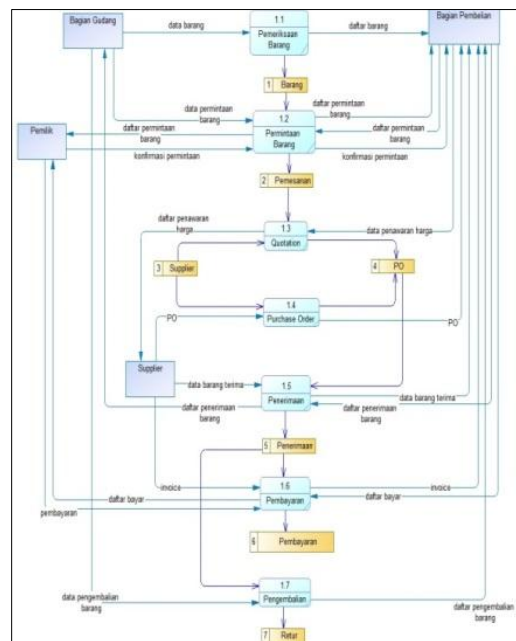 Bagian Gudang
data barang
1.1
Pemeriksaan
Barang
daftar barang
Bagian Pembelian
1 Barang
data permintaan
barang
daftar permintaan
barang
1.2
Permintaan
Barang
Pemilik
daftar permintaan
barang
daftar permintaan
barang
konfirmasi permintaan
konfirmasi permintaan
2 Pemesanan
daftar penawaran
harga
1.3
Quotation
data penawaran harga
3 Supplier
4 PO
1.4
Purchase Order
PO
PO
Supplier
data barang terima
1.5
Penerimaan
data barang terima
daftar penerimaan
barang
daftar penerimaan
barang
5 Penerimaan
invoice
1.6
Pembayaran
invoice
daftar bayar
daftar bayar
pembayaran
6 Pembayaran
data pengembalian
barang
1.7
Pengembalian
daftar pengembalian
barang
7 Retur